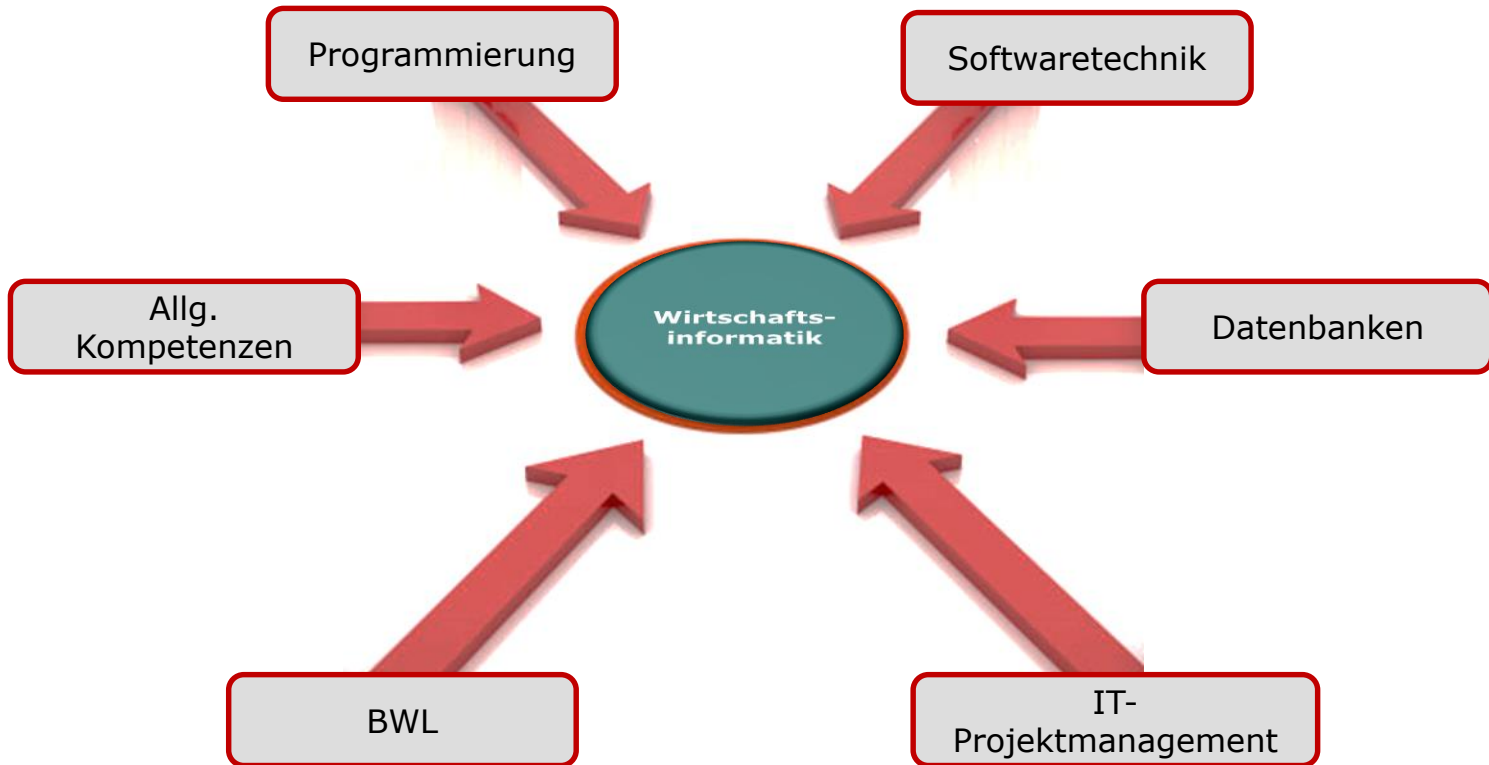 Programmierung
Softwaretechnik
Allg.
Kompetenzen
Wirtschafts-
informatik
Datenbanken
BWL
IT-
Projektmanagement